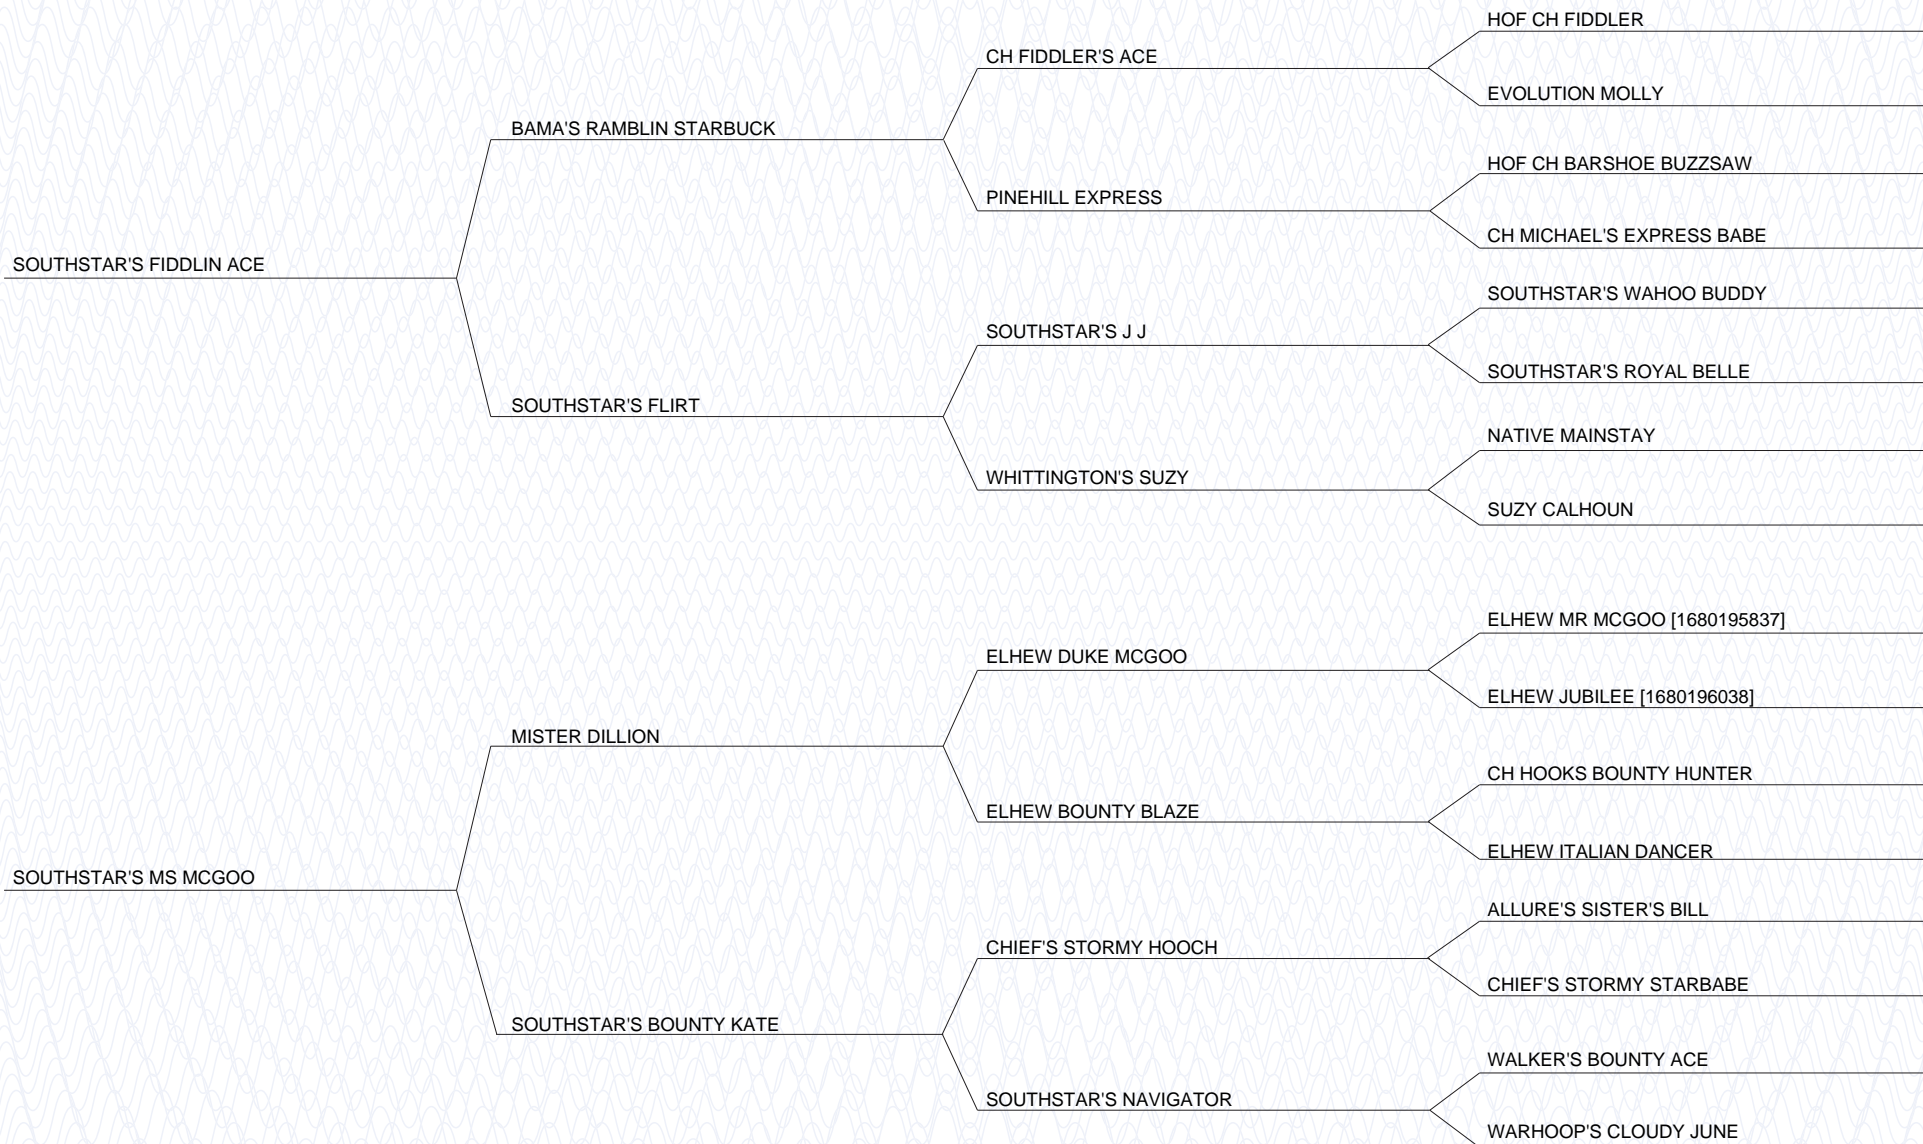 HOF CH FIDDLER
CH FIDDLER'S ACE
EVOLUTION MOLLY
BAMA'S RAMBLIN STARBUCK
HOF CH BARSHOE BUZZSAW
PINEHILL EXPRESS
CH MICHAEL'S EXPRESS BABE
SOUTHSTAR'S FIDDLIN ACE
SOUTHSTAR'S WAHOO BUDDY
SOUTHSTAR'S J J
SOUTHSTAR'S ROYAL BELLE
SOUTHSTAR'S FLIRT
NATIVE MAINSTAY
WHITTINGTON'S SUZY
SUZY CALHOUN
ELHEW MR MCGOO [1680195837]
ELHEW DUKE MCGOO
ELHEW JUBILEE [1680196038]
MISTER DILLION
CH HOOKS BOUNTY HUNTER
ELHEW BOUNTY BLAZE
ELHEW ITALIAN DANCER
SOUTHSTAR'S MS MCGOO
ALLURE'S SISTER'S BILL
CHIEF'S STORMY HOOCH
CHIEF'S STORMY STARBABE
SOUTHSTAR'S BOUNTY KATE
WALKER'S BOUNTY ACE
SOUTHSTAR'S NAVIGATOR
WARHOOP'S CLOUDY JUNE